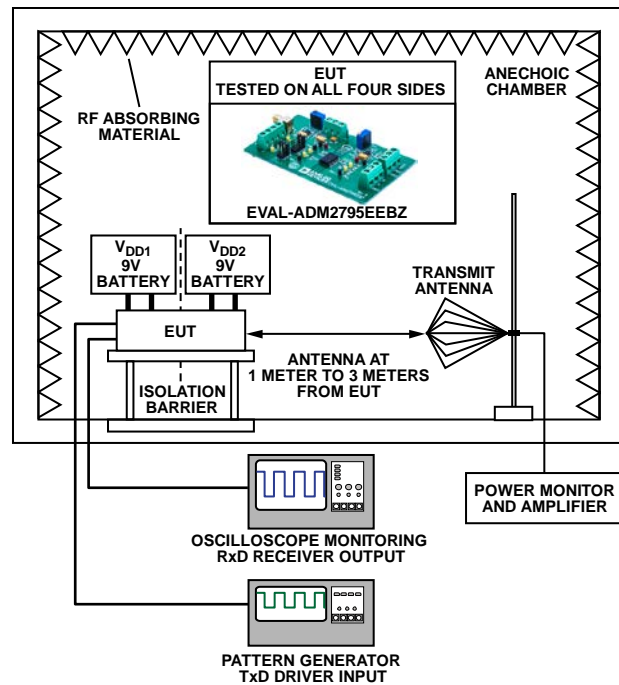 EUT
TESTED ON ALL FOUR SIDES
ANECHOIC
CHAMBER
RF ABSORBING
MATERIAL
EVAL-ADM2795EEBZ
VDD1
9V
BATTERY
VDD2
9V
BATTERY
TRANSMIT
ANTENNA
EUT
ANTENNA AT
1 METER TO 3 METERS
FROM EUT
ISOLATION
BARRIER
POWER MONITOR
AND AMPLIFIER
OSCILLOSCOPE MONITORING
RxD RECEIVER OUTPUT
PATTERN GENERATOR
TxD DRIVER INPUT